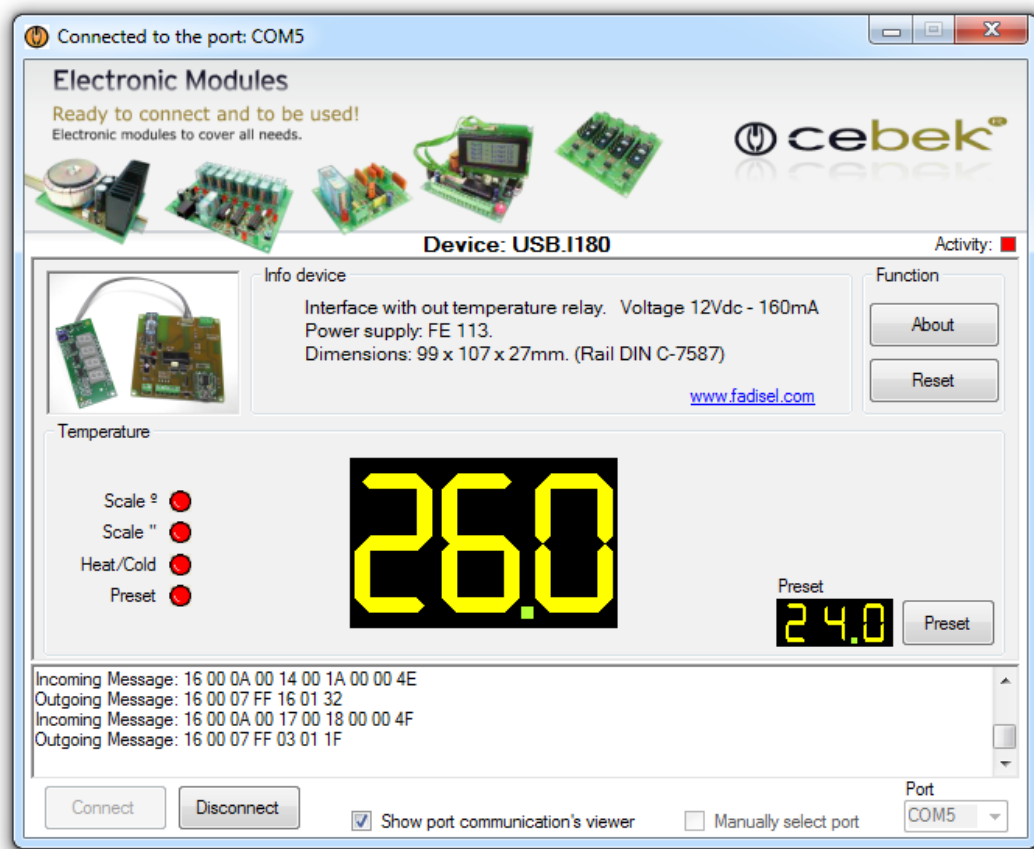 Connected to the port: COM5
Electronic Modules
Ready to connect and to be used!
Electronic modules to cover all needs.
cebek
Device: USB.I180
Activity:
Info device
Interface with out temperature relay. Voltage 12Vdc - 160mA
Power supply: FE 113.
Dimensions: 99 x 107 x 27mm. (Rail DIN C-7587)
www.fadisel.com
Function
About
Reset
Temperature
Scale º
Scale "
Heat/Cold
Preset
26.0
Preset
24.0
Preset
Incoming Message: 16 00 0A 00 14 00 1A 00 00 4E
Outgoing Message: 16 00 07 FF 16 01 32
Incoming Message: 16 00 0A 00 17 00 18 00 00 4F
Outgoing Message: 16 00 07 FF 03 01 1F
Connect
Disconnect
Show port communication's viewer
Manually select port
Port
COM5